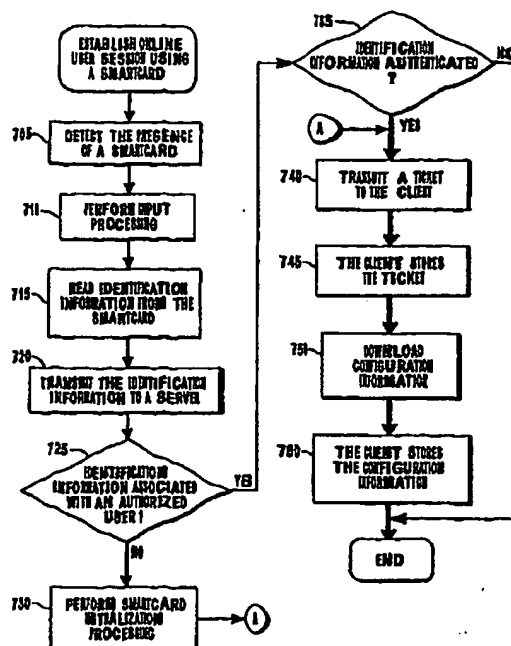 ESTABLISH ONLINE
USER SESSION USING
A SMARTCARD
705
DETECT THE PRESENCE
OF A SMARTCARD
710
PERFORM INPUT
PROCESSING
715
READ IDENTIFICATION
INFORMATION FROM THE
SMARTCARD
720
TRANSMIT THE IDENTIFICATION
INFORMATION TO A SERVER
725
IDENTIFICATION
INFORMATION ASSOCIATED
WITH AN AUTHORIZED
USER?
YES
NO
730
PERFORM SMARTCARD
INITIALIZATION
PROCESSING
A
735
IDENTIFICATION
INFORMATION AUTHENTICATED
?
NO
A
YES
740
TRANSMIT A TICKET
TO THE CLIENT
745
THE CLIENT STORES
THE TICKET
751
DOWNLOAD
CONFIGURATION
INFORMATION
760
THE CLIENT STORES
THE CONFIGURATION
INFORMATION
END